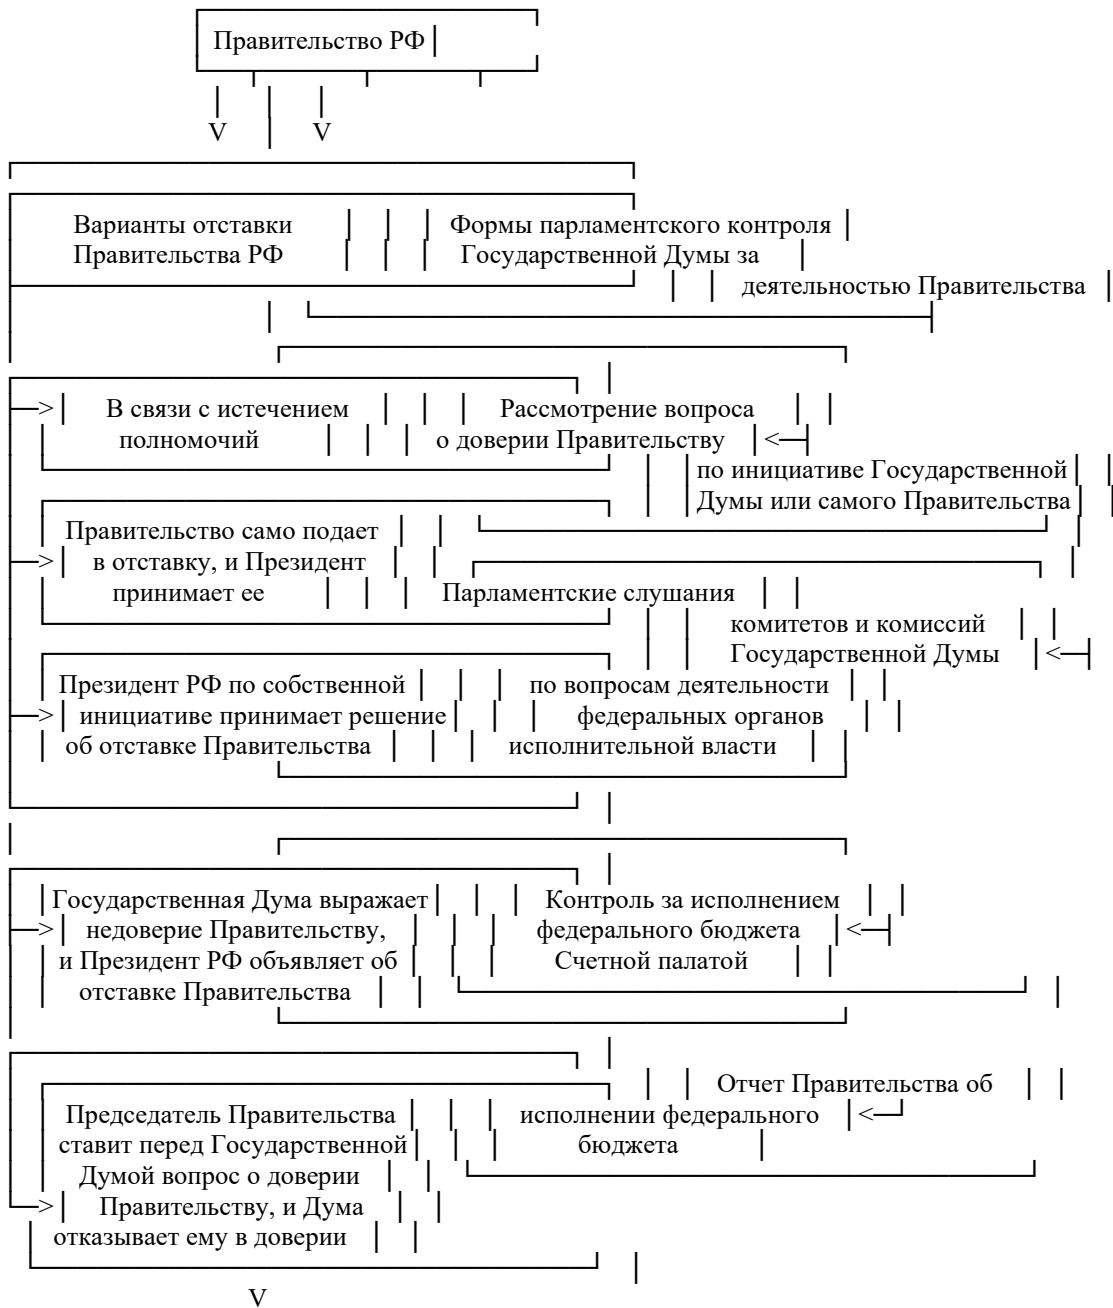 Правительство РФ
V V
Варианты отставки Формы парламентского контроля
Правительства РФ Государственной Думы за
деятельностью Правительства
В связи с истечением Рассмотрение вопроса
полномочий о доверии Правительству
по инициативе Государственной
Думы или самого Правительства
Правительство само подает
в отставку, и Президент
принимает ее Парламентские слушания
комитетов и комиссий
Государственной Думы
Президент РФ по собственной по вопросам деятельности
инициативе принимает решение федеральных органов
об отставке Правительства исполнительной власти
Государственная Дума выражает Контроль за исполнением
недоверие Правительству, федерального бюджета
и Президент РФ объявляет об Счетной палатой
отставке Правительства
Отчет Правительства об
Председатель Правительства исполнении федерального
ставит перед Государственной бюджета
Думой вопрос о доверии
Правительству, и Дума
отказывает ему в доверии
V